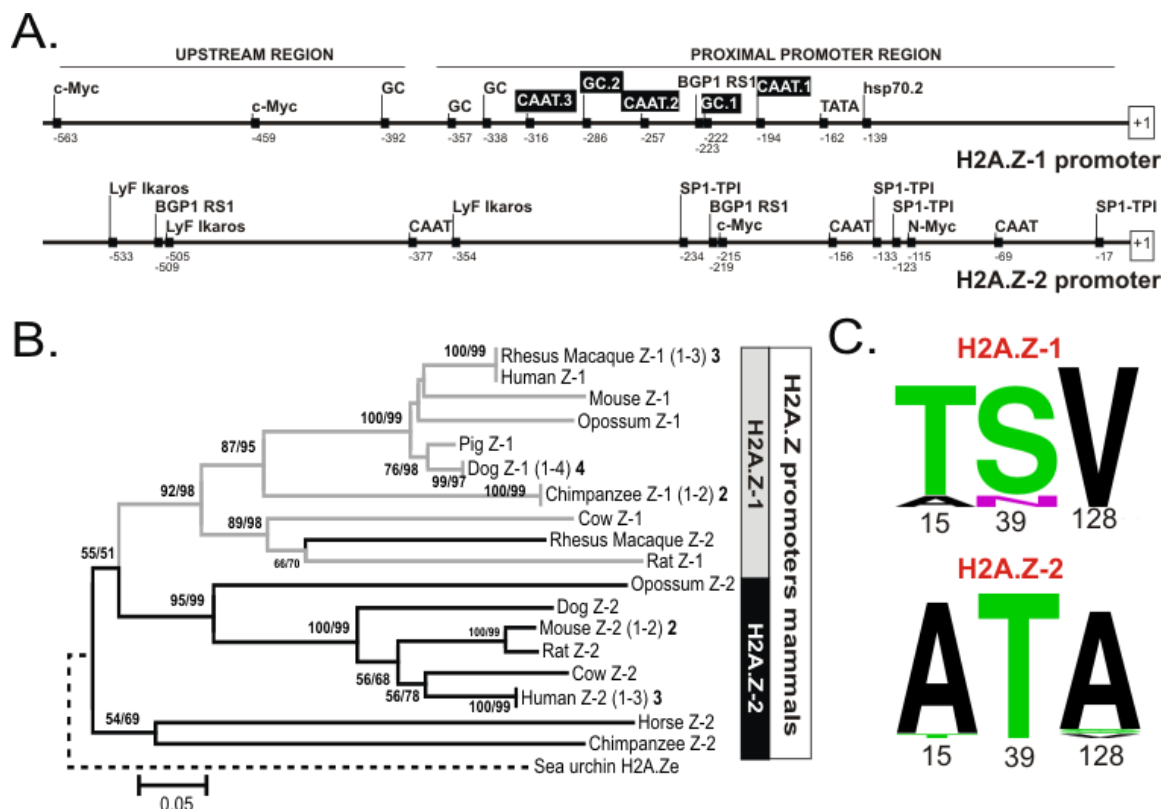 A.
UPSTREAM REGION PROXIMAL PROMOTER REGION
c-Myc c-Myc GC GC GC CAAT.3 GC.2 CAAT.2 BGP1 RS1 GC.1 CAAT.1 TATA hsp70.2
-563 -459 -392 -357 -338 -316 -286 -257 -222 -194 -162 -139 +1
-223
H2A.Z-1 promoter
LyF Ikaros BGP1 RS1 LyF Ikaros CAAT LyF Ikaros SP1-TPI BGP1 RS1 c-Myc CAAT SP1-TPI SP1-TPI N-Myc CAAT SP1-TPI
-533 -505 -377 -354 -234 -215 -156 -133 -115 -69 -17 +1
-509 -219 -123
H2A.Z-2 promoter
B.
100/99 Rhesus Macaque Z-1 (1-3) 3
Human Z-1
Mouse Z-1
100/99 Opossum Z-1
87/95 Pig Z-1
76/98 Dog Z-1 (1-4) 4
99/97
100/99 Chimpanzee Z-1 (1-2) 2
92/98
89/98 Cow Z-1
Rhesus Macaque Z-2
55/51 66/70 Rat Z-1
Opossum Z-2
95/99
Dog Z-2
100/99 100/99 Mouse Z-2 (1-2) 2
Rat Z-2
56/68 Cow Z-2
56/78
100/99 Human Z-2 (1-3) 3
54/69 Horse Z-2
Chimpanzee Z-2
Sea urchin H2A.Ze
0.05
H2A.Z-1
H2A.Z-2
H2A.Z promoters mammals
C.
H2A.Z-1
TSV
15 39 128
H2A.Z-2
ATA
15 39 128